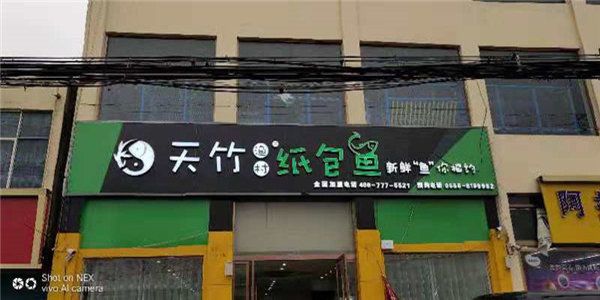 天竹渔村纸包鱼
新鲜“鱼”你相约
全国加盟电话 400-777-5521
Shot on NEX
vivo AI camera